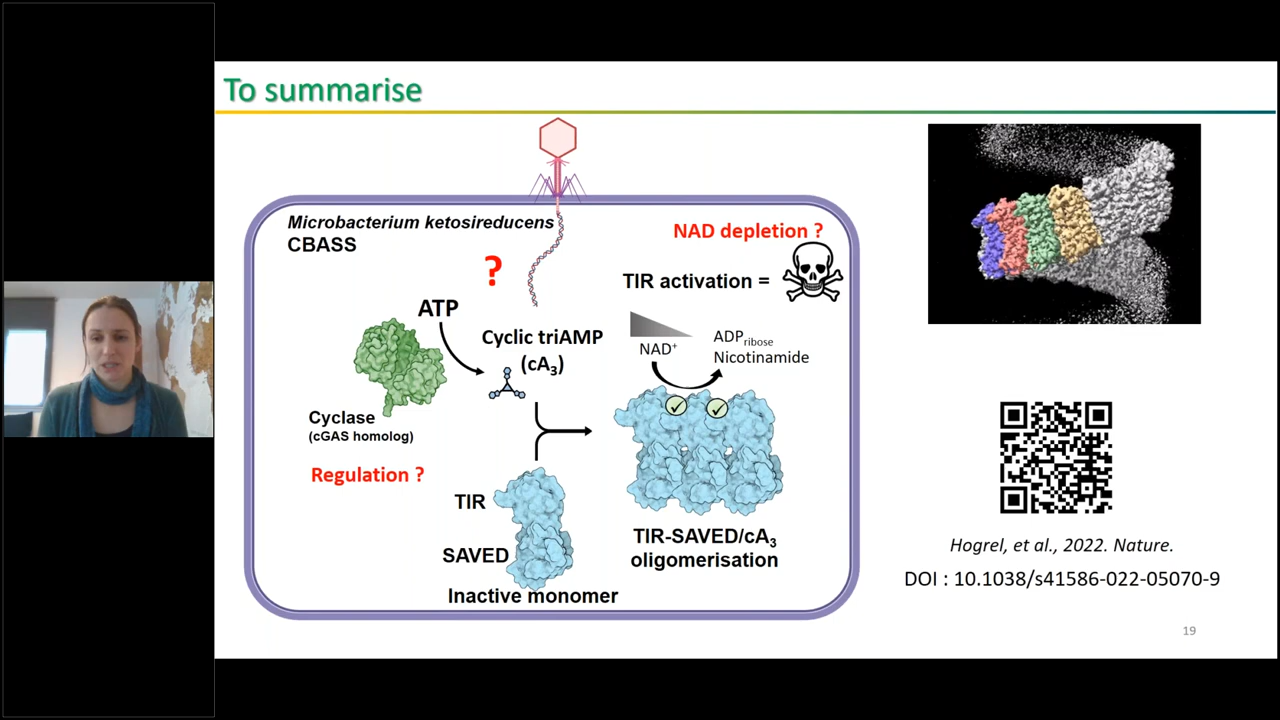 To summarise
Microbacterium ketosireducens
CBASS
?
NAD depletion ?
TIR activation =
ATP
Cyclic triAMP
(cA3)
NAD+
ADPribose
Nicotinamide
Cyclase
(cGAS homolog)
Regulation ?
TIR
SAVED
Inactive monomer
TIR-SAVED/cA3
oligomerisation
Hogrel, et al., 2022. Nature.
DOI : 10.1038/s41586-022-05070-9
19